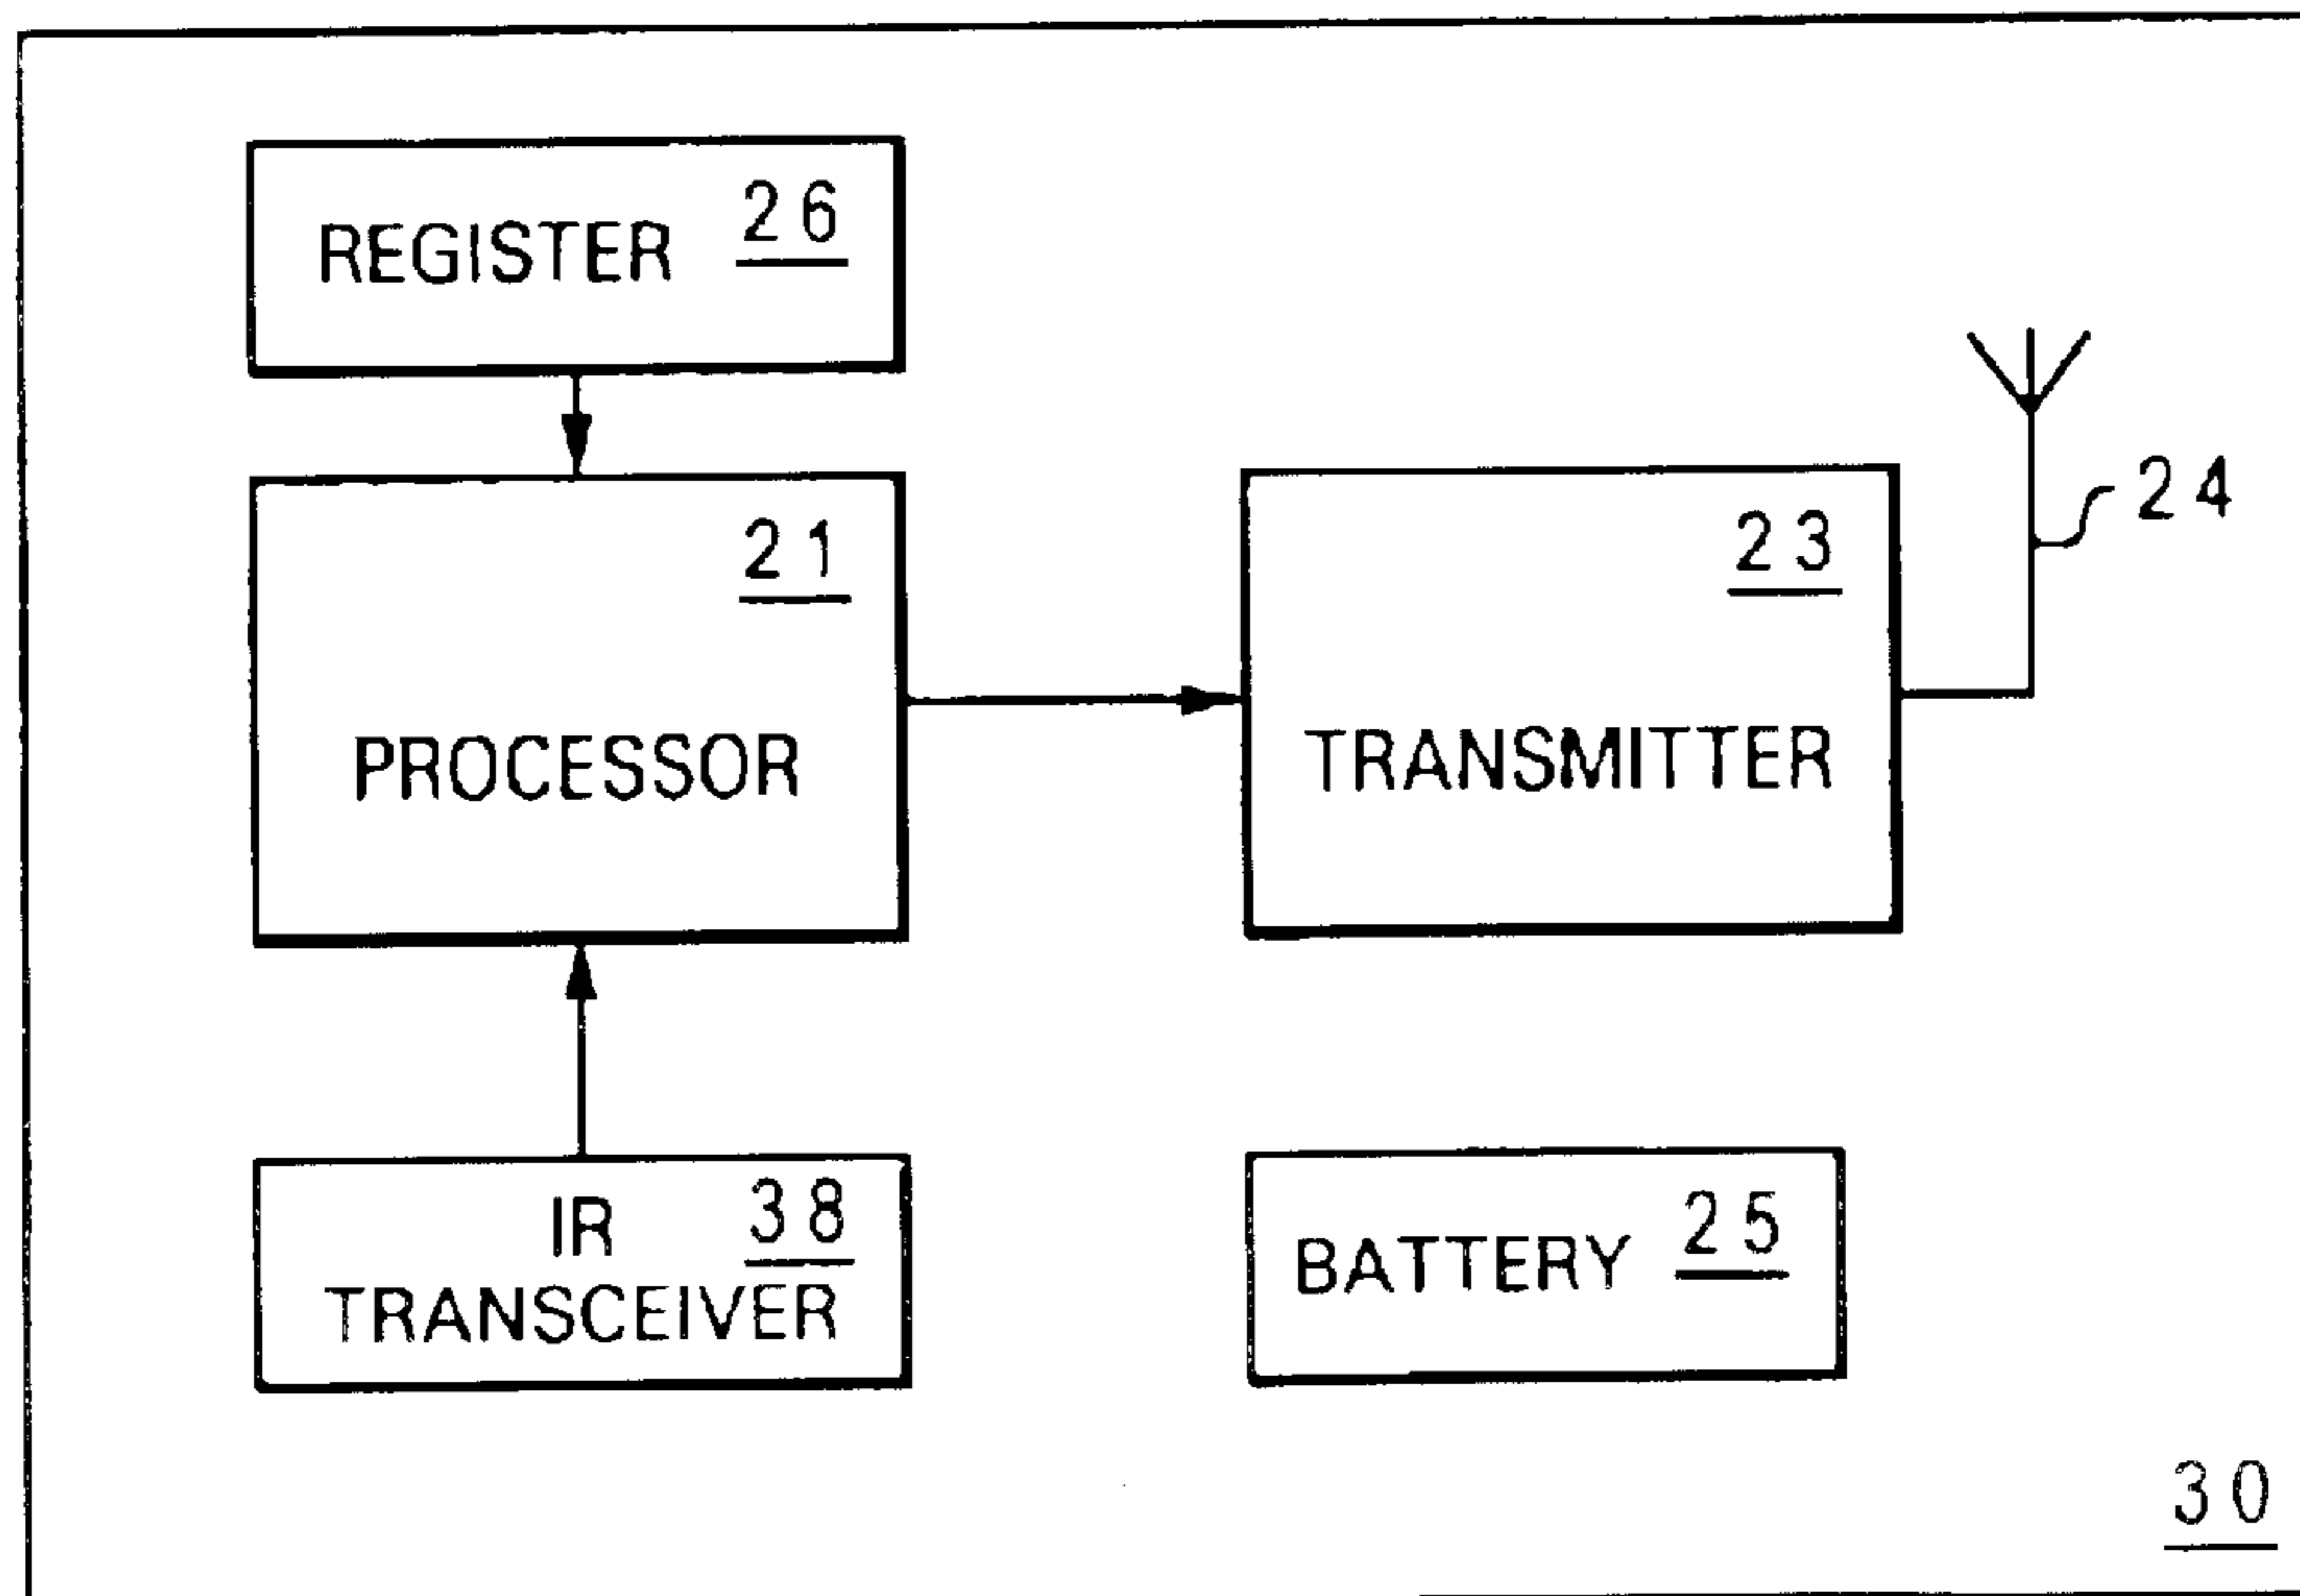 REGISTER 26
24
21
PROCESSOR
23
TRANSMITTER
IR 38
TRANSCEIVER
BATTERY 25
30